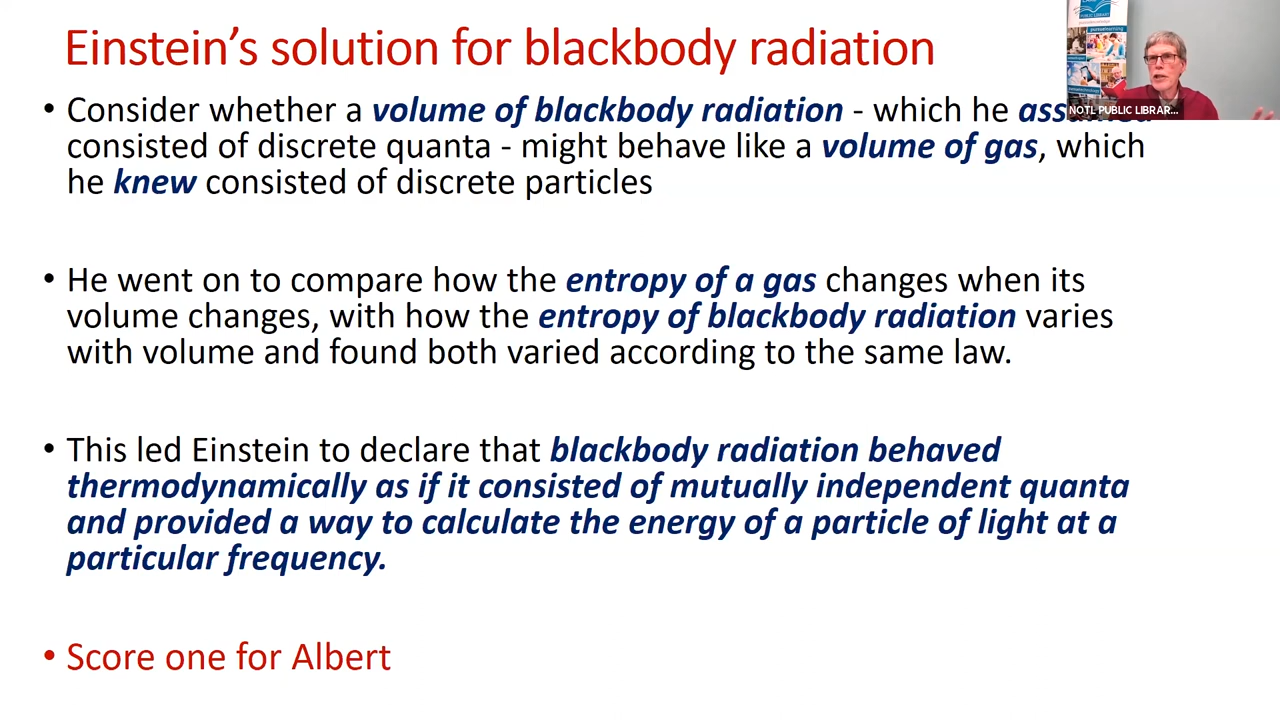 Einstein's solution for blackbody radiation
• Consider whether a volume of blackbody radiation - which he
consisted of discrete quanta - might behave like a volume of gas, which
he knew consisted of discrete particles
• He went on to compare how the entropy of a gas changes when its
volume changes, with how the entropy of blackbody radiation varies
with volume and found both varied according to the same law.
• This led Einstein to declare that blackbody radiation behaved
thermodynamically as if it consisted of mutually independent quanta
and provided a way to calculate the energy of a particle of light at a
particular frequency.
• Score one for Albert
PUBLIC LIBRARY
NOTL PUBLIC LIBRAR...